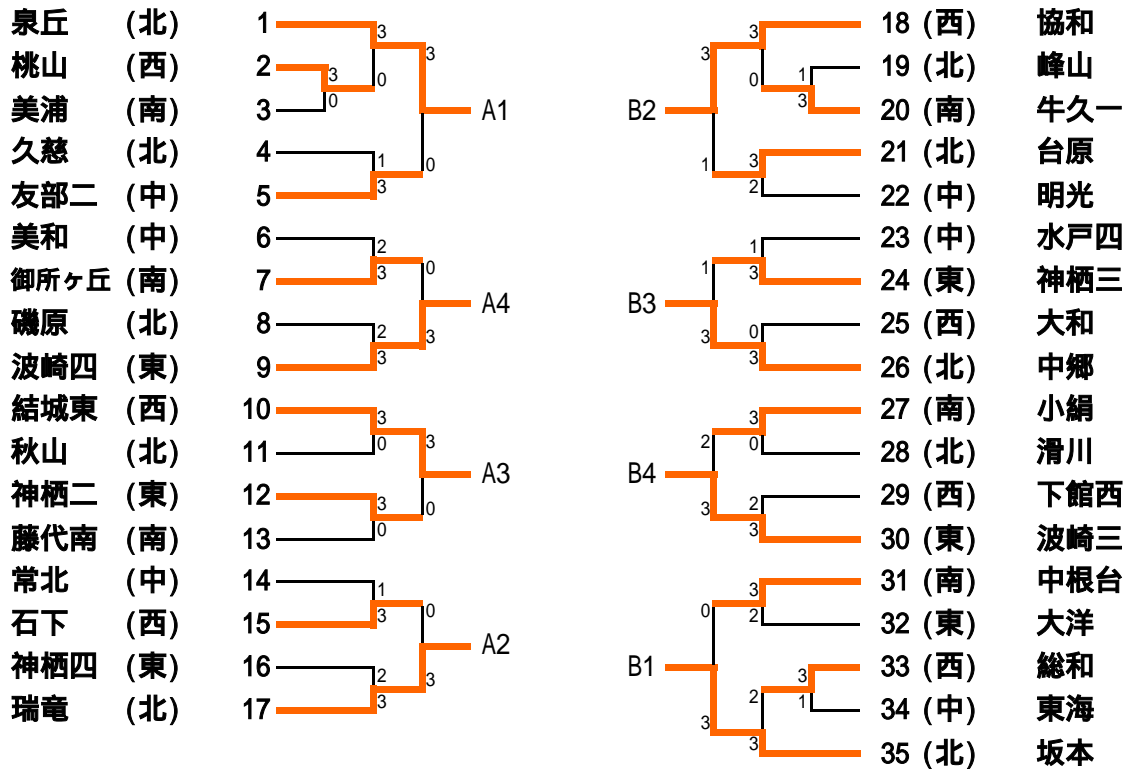 泉丘 (北) 1
桃山 (西) 2
美浦 (南) 3
久慈 (北) 4
友部二 (中) 5
美和 (中) 6
御所ヶ丘 (南) 7
磯原 (北) 8
波崎四 (東) 9
結城東 (西) 10
秋山 (北) 11
神栖二 (東) 12
藤代南 (南) 13
常北 (中) 14
石下 (西) 15
神栖四 (東) 16
瑞竜 (北) 17
3
3
3
0
0
A1
1
0
3
2
0
3
A4
2
3
3
3
0
3
A3
3
0
0
1
0
3
A2
2
3
3
3
3
0
1
3
B2
1
3
2
1
1
3
B3
0
3
3
3
2
0
B4
2
3
3
3
0
2
B1
3
2
1
3
3
18 (西) 協和
19 (北) 峰山
20 (南) 牛久一
21 (北) 台原
22 (中) 明光
23 (中) 水戸四
24 (東) 神栖三
25 (西) 大和
26 (北) 中郷
27 (南) 小絹
28 (北) 滑川
29 (西) 下館西
30 (東) 波崎三
31 (南) 中根台
32 (東) 大洋
33 (西) 総和
34 (中) 東海
35 (北) 坂本